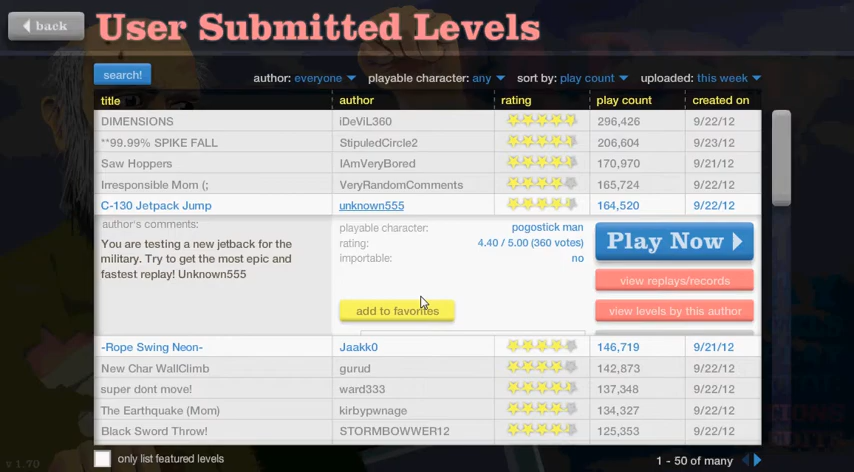 back
User Submitted Levels
search!
author: everyone playable character: any sort by: play count uploaded: this week
title author rating play count created on
DIMENSIONS iDeViL360 296,426 9/22/12
**99.99% SPIKE FALL StipuledCircle2 206,604 9/23/12
Saw Hoppers IAmVeryBored 170,970 9/21/12
Irresponsible Mom (; VeryRandomComments 165,724 9/22/12
C-130 Jetpack Jump unknown555 164,520 9/22/12
author's comments:
You are testing a new jetback for the
military. Try to get the most epic and
fastest replay! Unknown555
playable character: pogostick man
rating: 4.40 / 5.00 (360 votes)
importable: no
add to favorites
Play Now
view replays/records
view levels by this author
-Rope Swing Neon- Jaakk0 146,719 9/21/12
New Char WallClimb gurud 142,873 9/22/12
super dont move! ward333 137,348 9/22/12
The Earthquake (Mom) kirbypwnage 134,327 9/22/12
Black Sword Throw! STORMBOWWER12 125,353 9/22/12
only list featured levels
1 - 50 of many
v 1.70